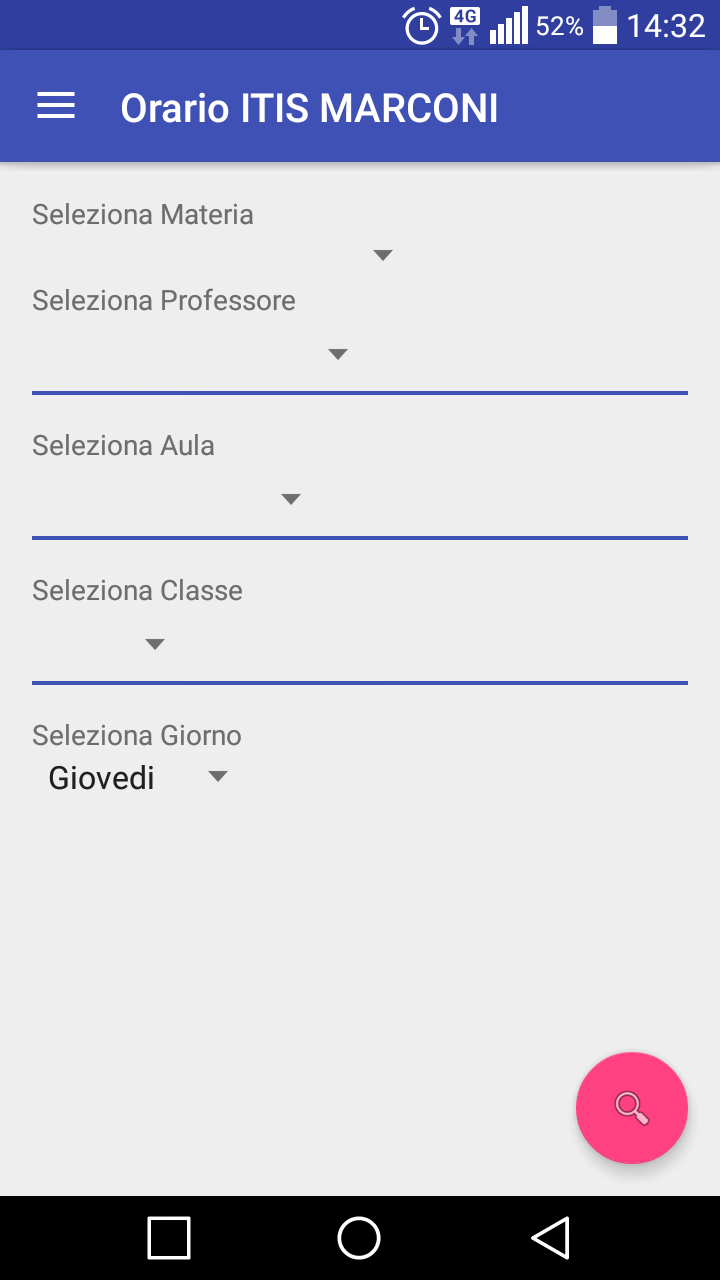 4G 52% 14:32
Orario ITIS MARCONI
Seleziona Materia
Seleziona Professore
Seleziona Aula
Seleziona Classe
Seleziona Giorno
Giovedi